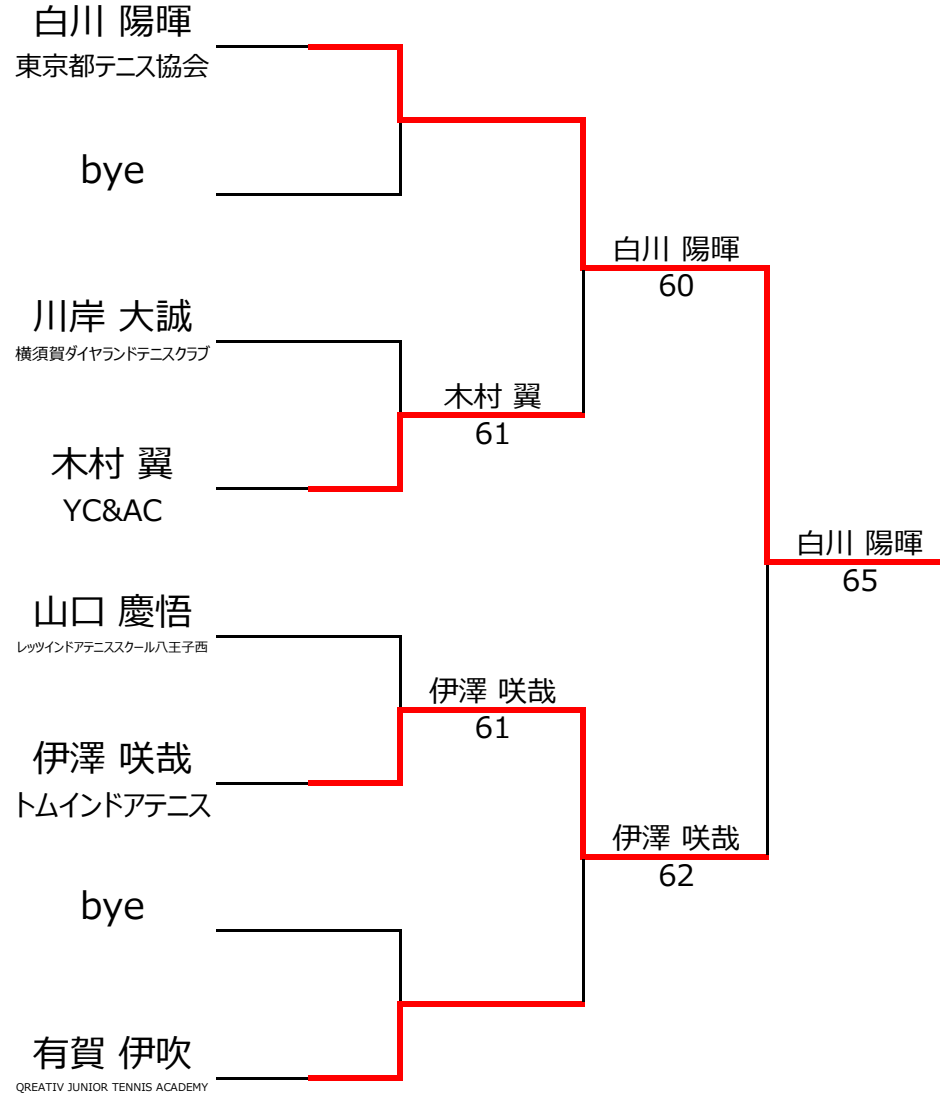 白川 陽暉
東京都テニス協会
bye
白川 陽暉
60
川岸 大誠
横須賀ダイヤランドテニスクラブ
木村 翼
61
木村 翼
YC&AC
白川 陽暉
65
山口 慶悟
レッツインドアテニススクール八王子西
伊澤 咲哉
61
伊澤 咲哉
トムインドアテニス
伊澤 咲哉
62
bye
有賀 伊吹
QREATIV JUNIOR TENNIS ACADEMY